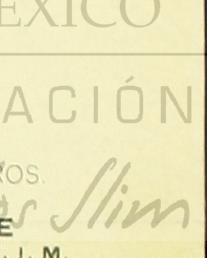 EXICO
ACIÓN
ROS.
E
s Slim
. I. M.